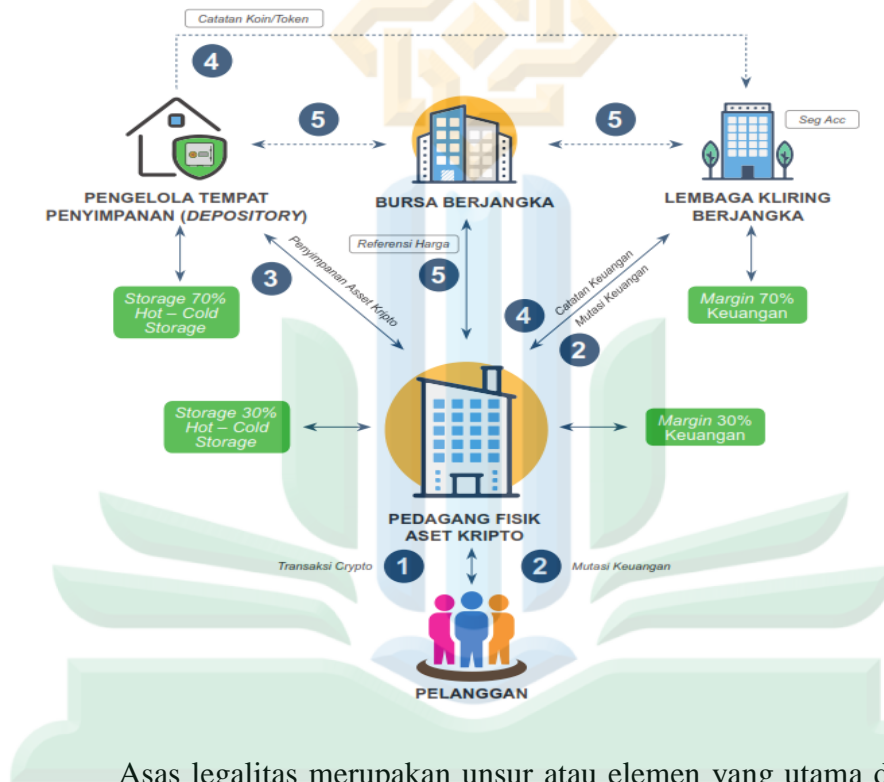 Catatan Koin/Token
4
5
5
Seg Acc
PENGELOLA TEMPAT
PENYIMPANAN (DEPOSITORY)
BURSA BERJANGKA
LEMBAGA KLIRING
BERJANGKA
Referensi Harga
5
3
Penyimpanan Asset Kripto
4
Catatan Keuangan
Mutasi Keuangan
2
Storage 70%
Hot – Cold
Storage
Margin 70%
Keuangan
Storage 30%
Hot – Cold
Storage
Margin 30%
Keuangan
PEDAGANG FISIK
ASET KRIPTO
Transaksi Crypto
1
2
Mutasi Keuangan
PELANGGAN
Asas legalitas merupakan unsur atau elemen yang utama d